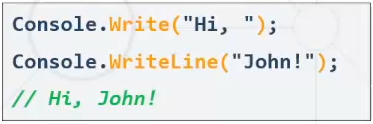 Console.Write("Hi, ");
Console.WriteLine("John!");
// Hi, John!